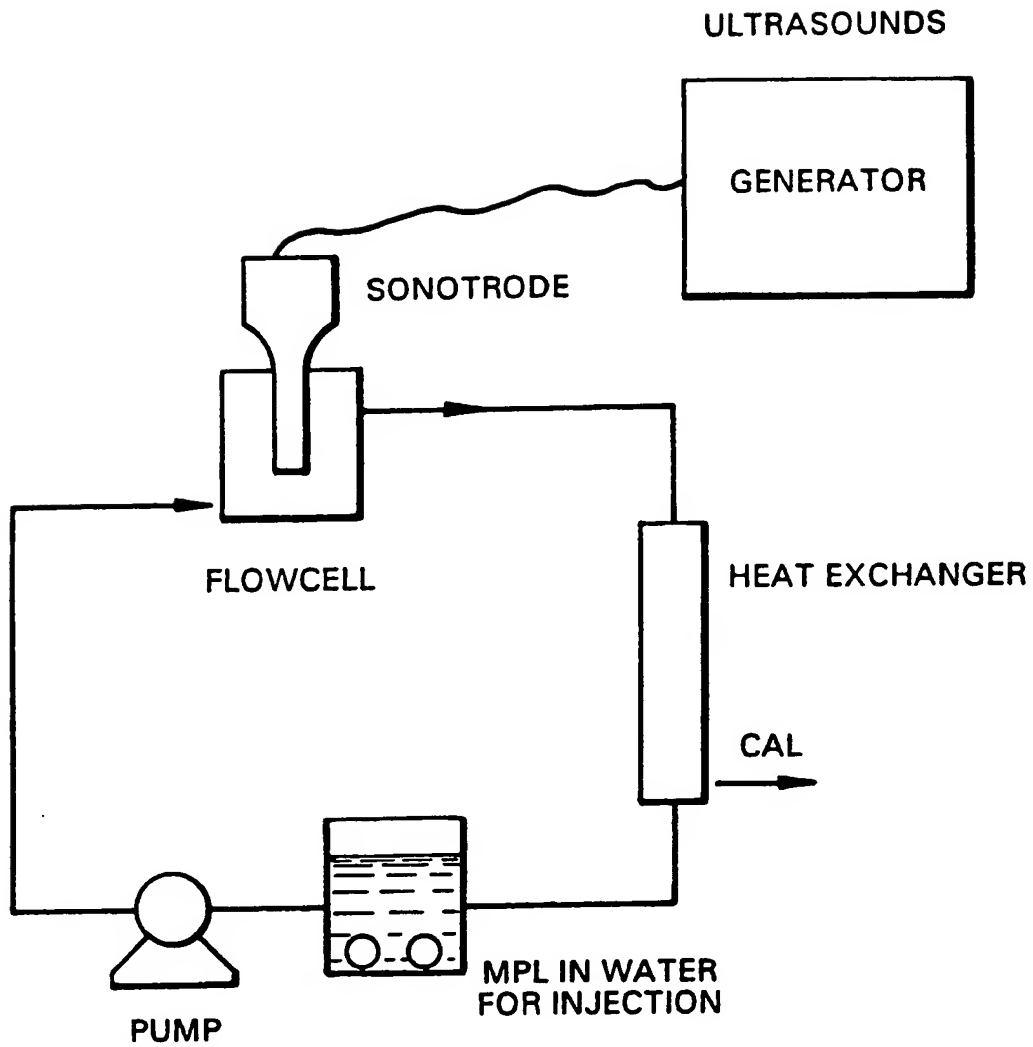 ULTRASOUNDS
GENERATOR
SONOTRODE
FLOWCELL
HEAT EXCHANGER
CAL
MPL IN WATER
FOR INJECTION
PUMP